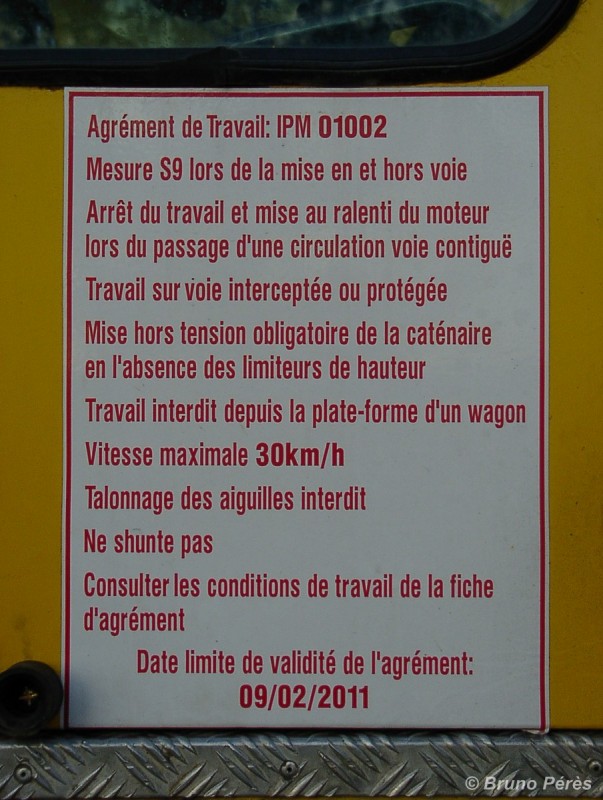 Agrément de Travail: IPM 01002
Mesure S9 lors de la mise en et hors voie
Arrêt du travail et mise au ralenti du moteur
lors du passage d'une circulation voie contiguë
Travail sur voie interceptée ou protégée
Mise hors tension obligatoire de la caténaire
en l'absence des limiteurs de hauteur
Travail interdit depuis la plate-forme d'un wagon
Vitesse maximale 30km/h
Talonnage des aiguilles interdit
Ne shunte pas
Consulter les conditions de travail de la fiche
d'agrément
Date limite de validité de l'agrément:
09/02/2011
© Bruno Pérès